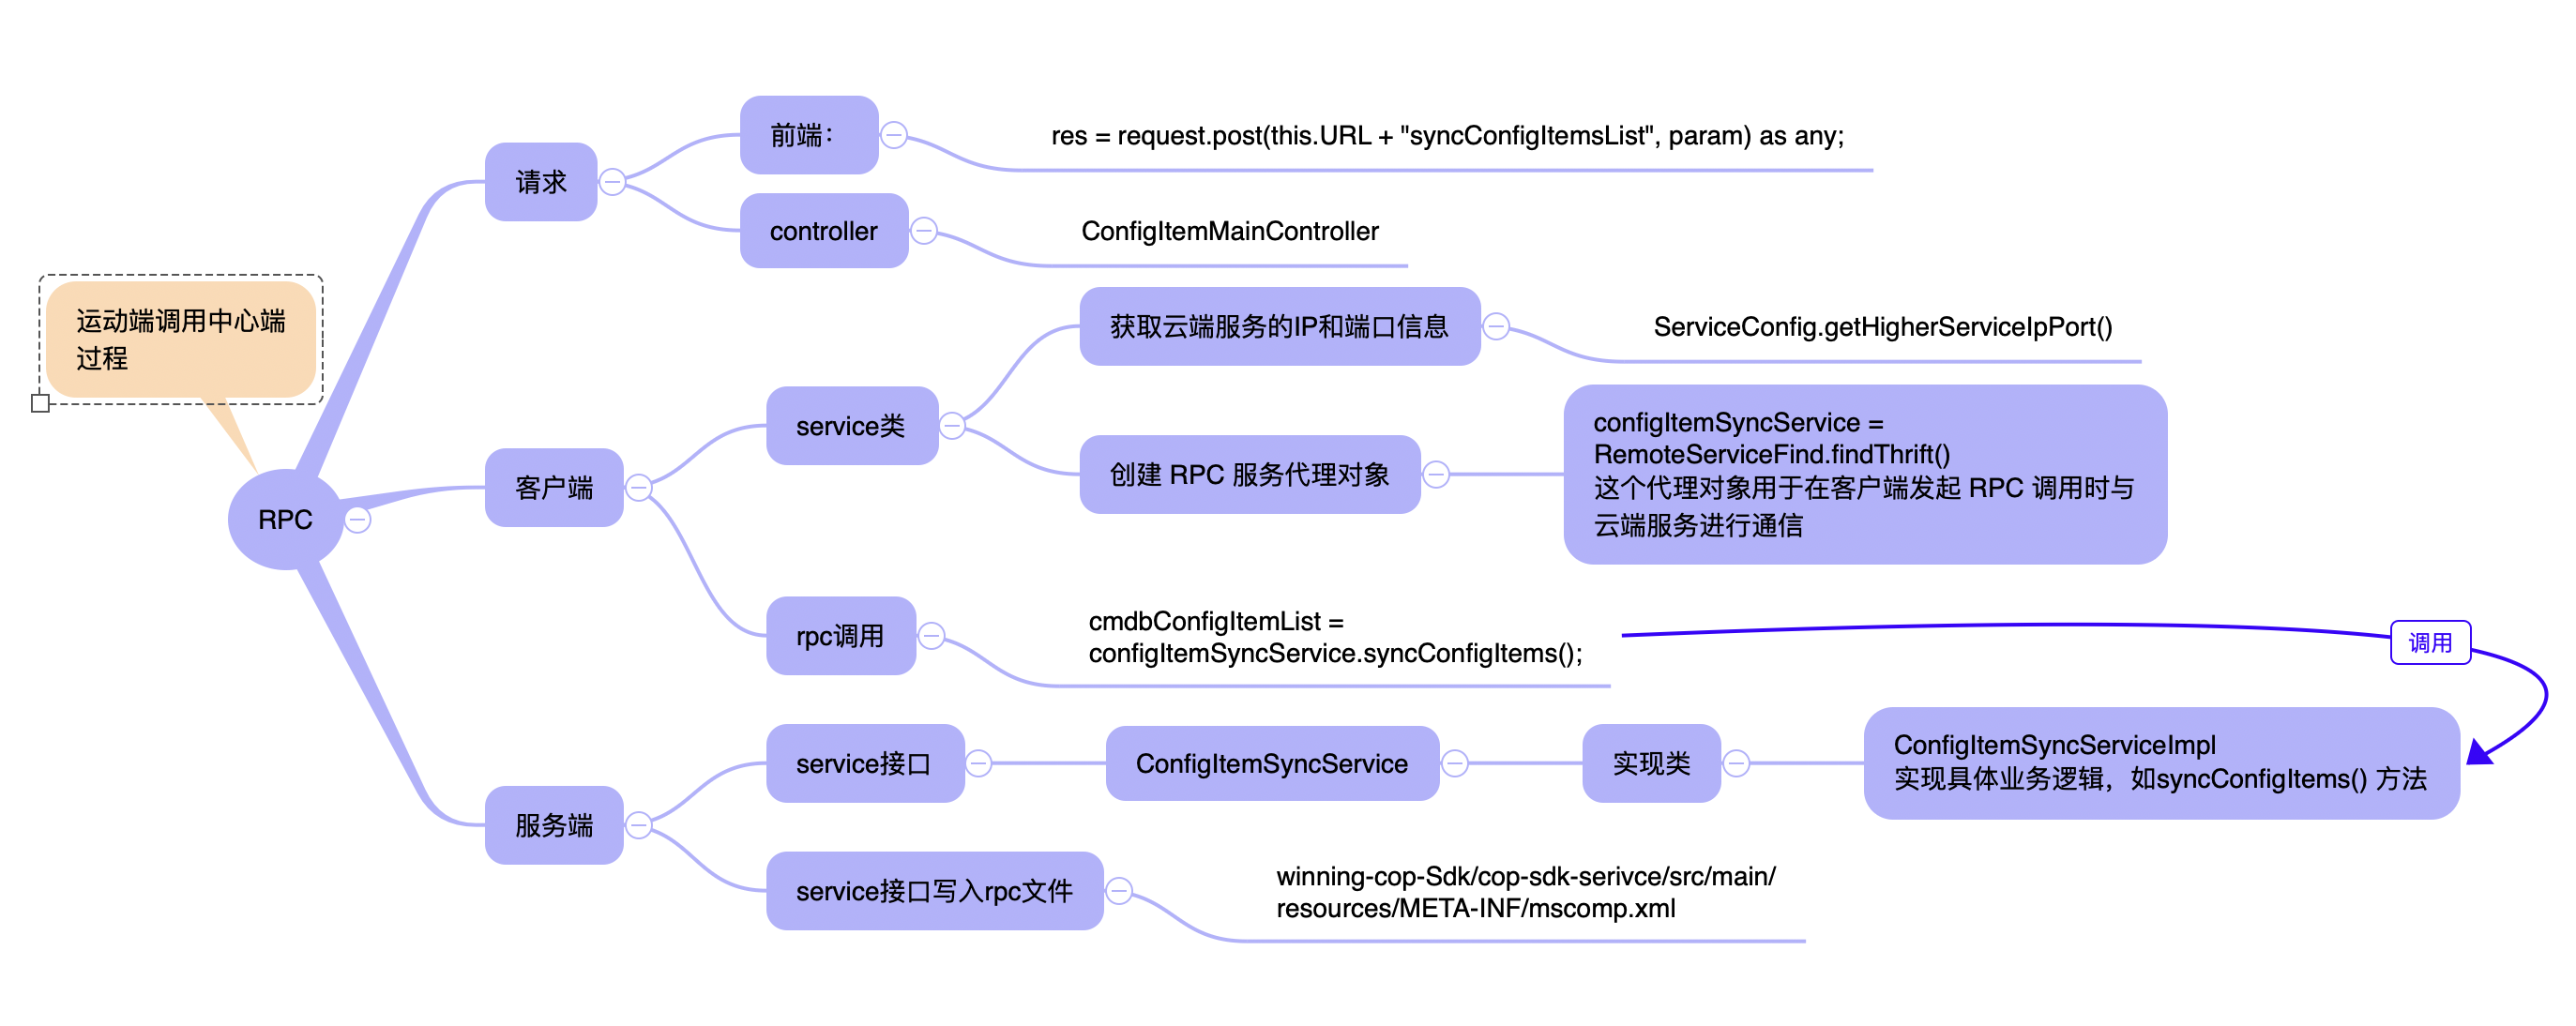 运动端调用中心端
过程
RPC
请求
前端：
res = request.post(this.URL + "syncConfigItemsList", param) as any;
controller
ConfigItemMainController
客户端
service类
获取云端服务的IP和端口信息
ServiceConfig.getHigherServiceIpPort()
创建 RPC 服务代理对象
configItemSyncService =
RemoteServiceFind.findThrift()
这个代理对象用于在客户端发起 RPC 调用时与
云端服务进行通信
rpc调用
cmdbConfigItemList =
configItemSyncService.syncConfigItems();
调用
服务端
service接口
ConfigItemSyncService
实现类
ConfigItemSyncServiceImpl
实现具体业务逻辑，如syncConfigItems() 方法
service接口写入rpc文件
winning-cop-Sdk/cop-sdk-serivce/src/main/
resources/META-INF/mscomp.xml